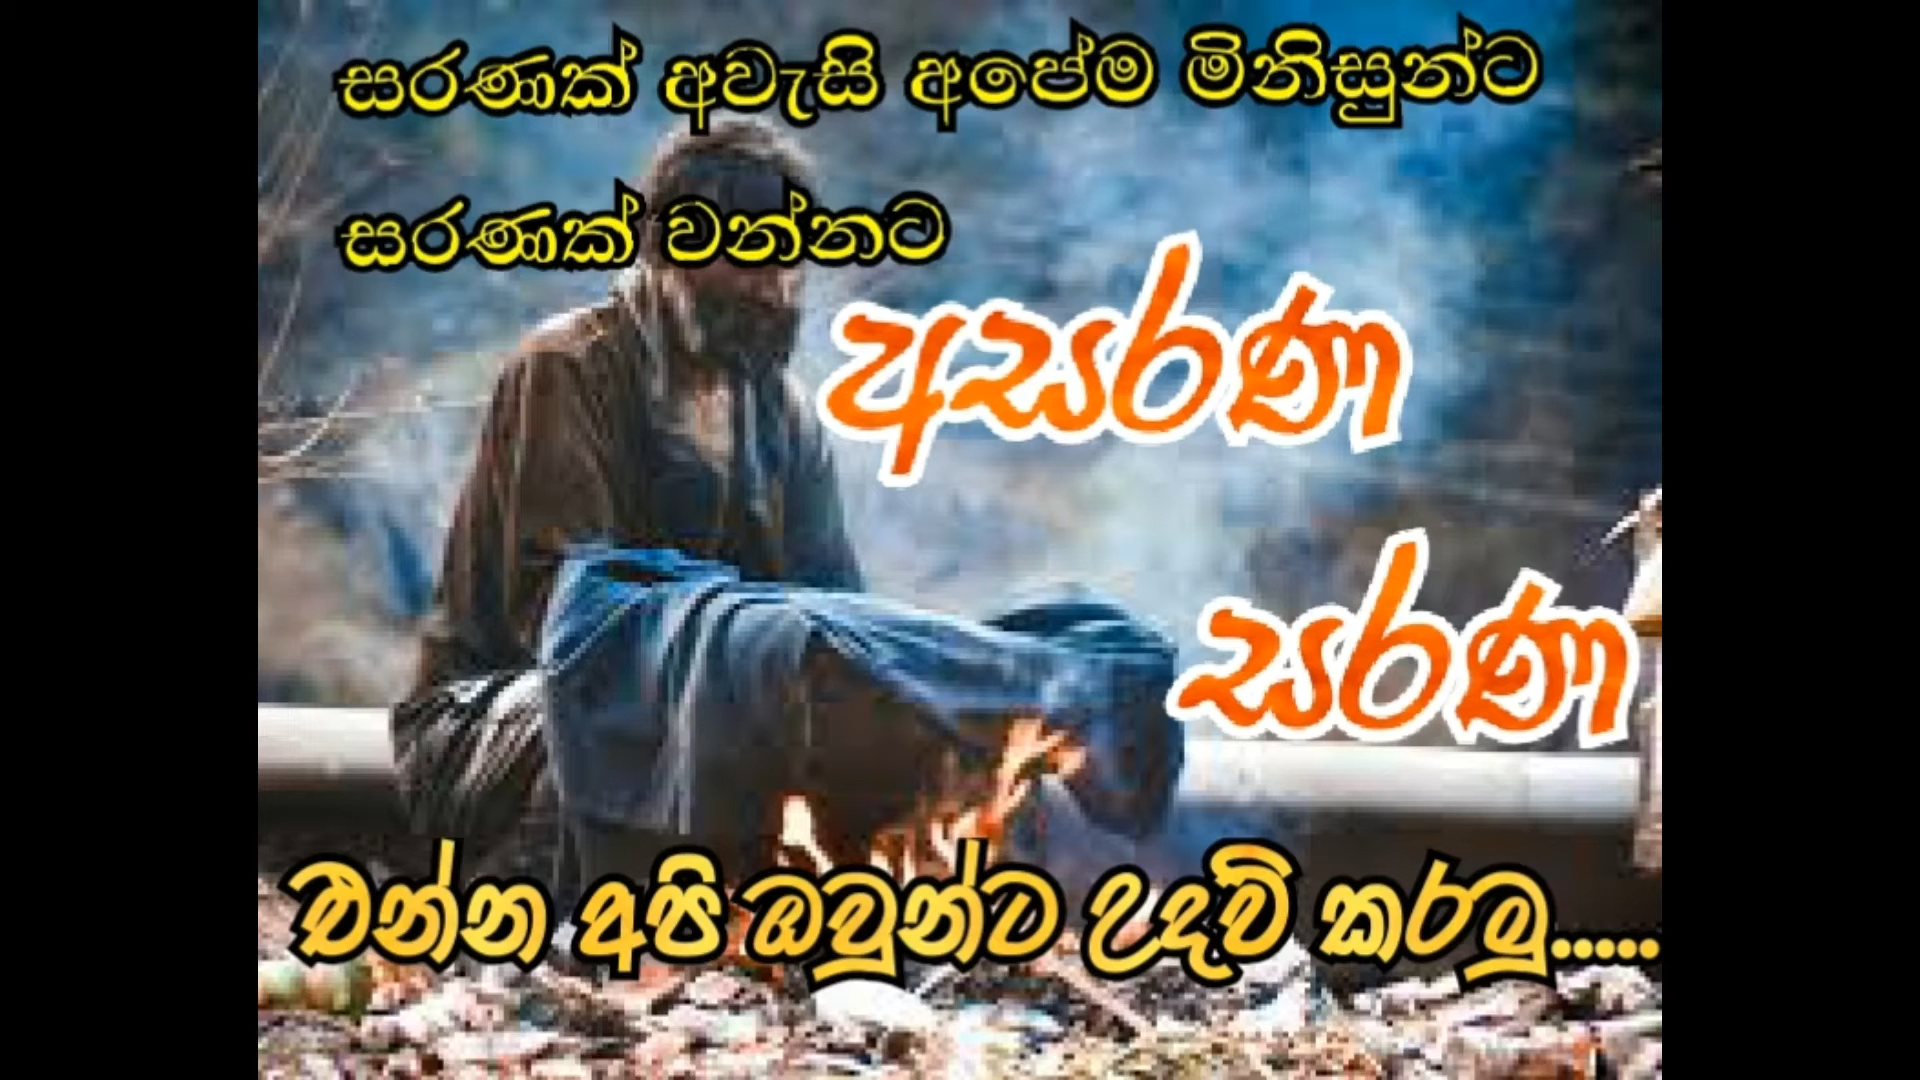 සරණක් අවැසි අපේම මිනිසුන්ට
සරණක් වන්නට
අසරණ
සරණ
එන්න අපි ඔවුන්ට උදව් කරමු.....